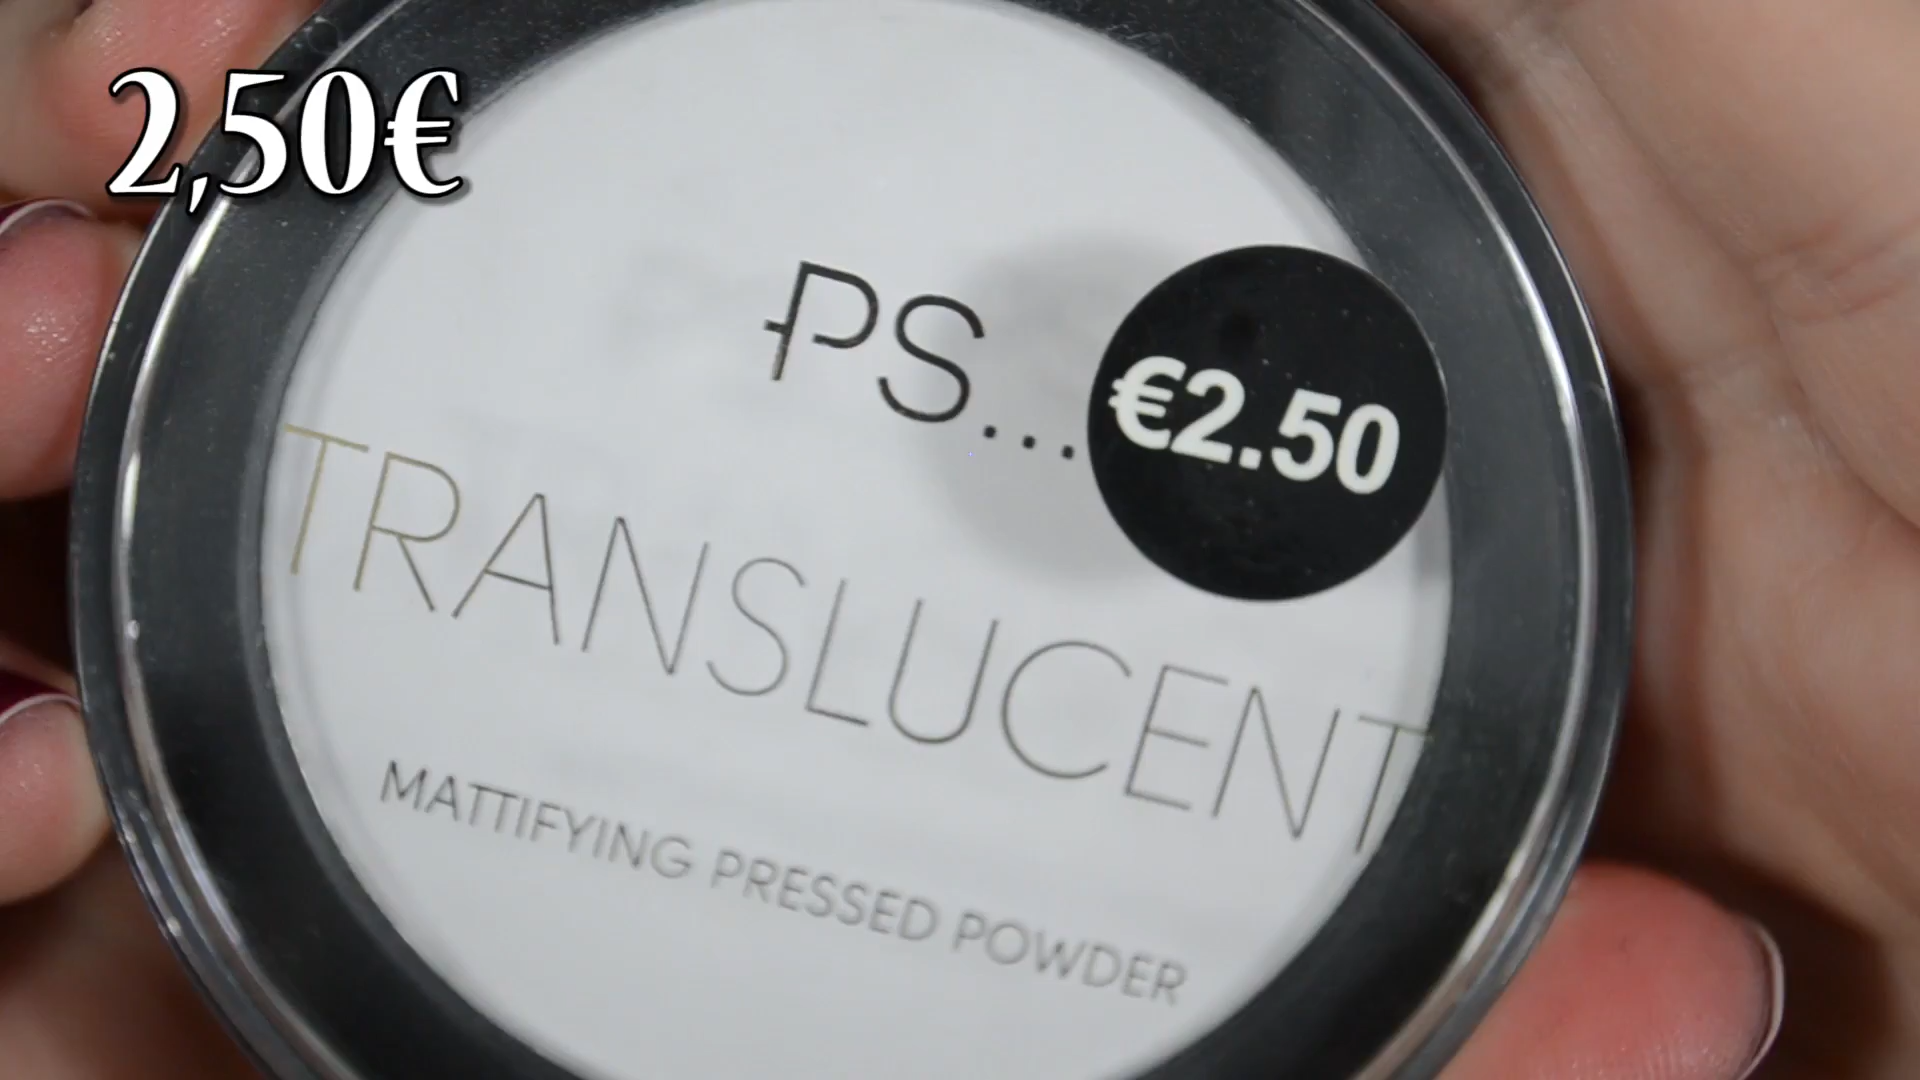 2,50€
PS...
€2.50
TRANSLUCENT
MATTIFYING PRESSED POWDER